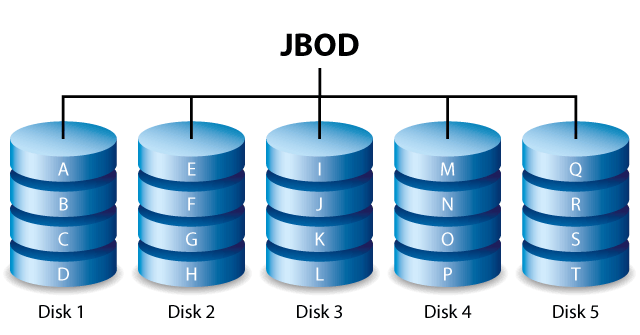 JBOD
A E I M Q
B F J N R
C G K O S
D H L P T
Disk 1 Disk 2 Disk 3 Disk 4 Disk 5